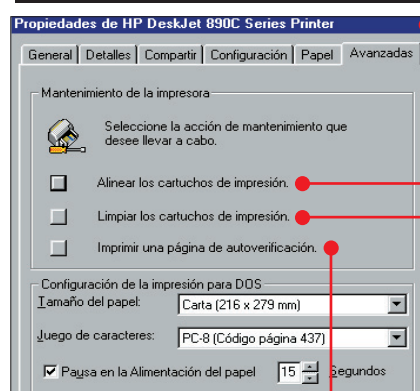 Propiedades de HP DeskJet 890C Series Printer
General Detalles Compartir Configuración Papel Avanzadas
Mantenimiento de la impresora
Seleccione la acción de mantenimiento que
desee llevar a cabo.
Alinear los cartuchos de impresión.
Limpiar los cartuchos de impresión.
Imprimir una página de autoverificación.
Configuración de la impresión para DOS
Tamaño del papel: Carta (216 x 279 mm)
Juego de caracteres: PC-8 (Código página 437)
Pausa en la Alimentación del papel 15 Segundos